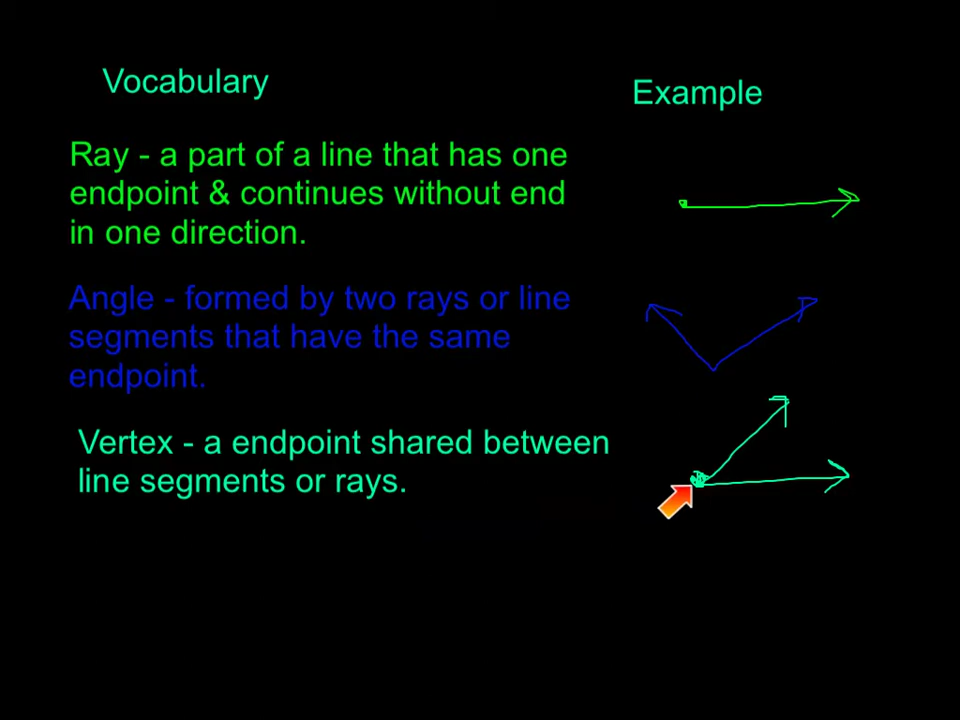 Vocabulary
Example
Ray - a part of a line that has one
endpoint & continues without end
in one direction.
Angle - formed by two rays or line
segments that have the same
endpoint.
Vertex - a endpoint shared between
line segments or rays.